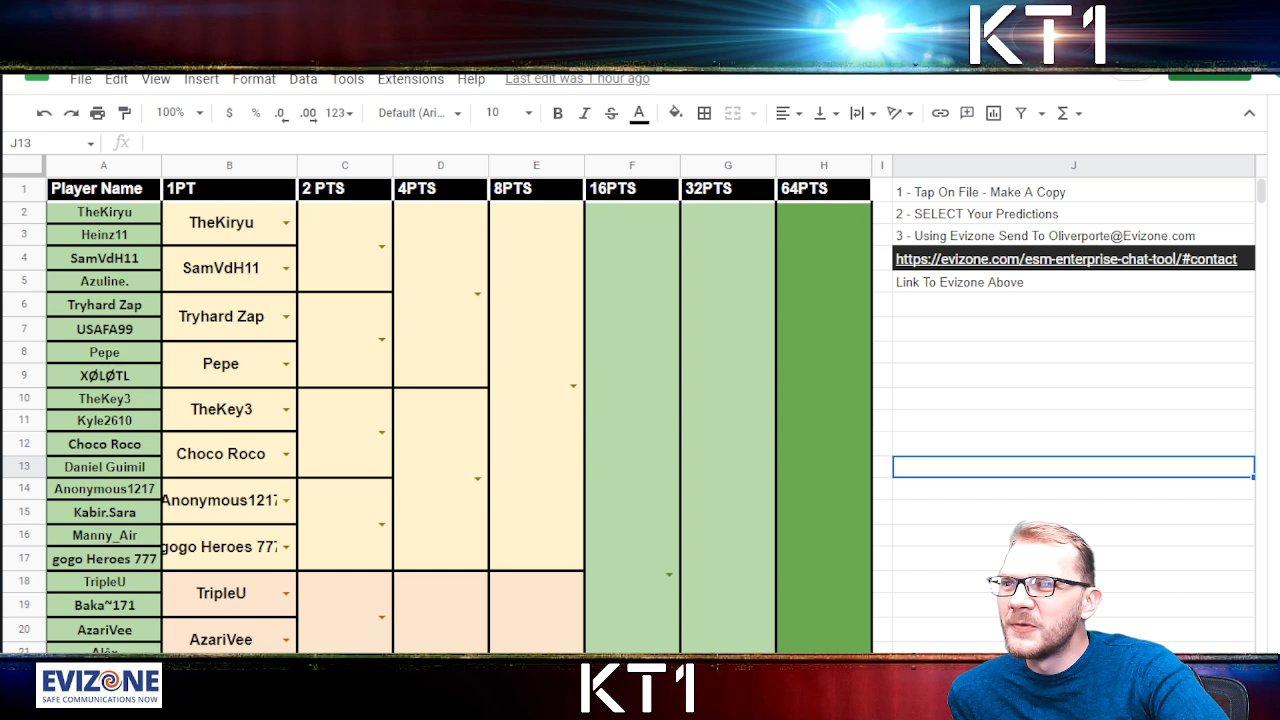 KT1
File Edit View Insert Format Data Tools Extensions Help Last edit was 1 hour ago
100% $ % .0 .00 123 Default (Ari... 10 B I S A
J13 fx
A B C D E F G H I J
1 Player Name 1PT 2 PTS 4PTS 8PTS 16PTS 32PTS 64PTS 1 - Tap On File - Make A Copy
2 TheKiryu TheKiryu 2 - SELECT Your Predictions
3 Heinz11 3 - Using Evizone Send To Oliverporte@Evizone.com
4 SamVdH11 SamVdH11 https://evizone.com/esm-enterprise-chat-tool/#contact
5 Azuline. Link To Evizone Above
6 Tryhard Zap Tryhard Zap
7 USAFA99
8 Pepe Pepe
9 XØLØTL
10 TheKey3 TheKey3
11 Kyle2610
12 Choco Roco Choco Roco
13 Daniel Guimil
14 Anonymous1217 Anonymous1217
15 Kabir.Sara
16 Manny_Air gogo Heroes 777
17 gogo Heroes 777
18 TripleU TripleU
19 Baka~171
20 AzariVee AzariVee
21
EVIZONE
SAFE COMMUNICATIONS NOW
KT1